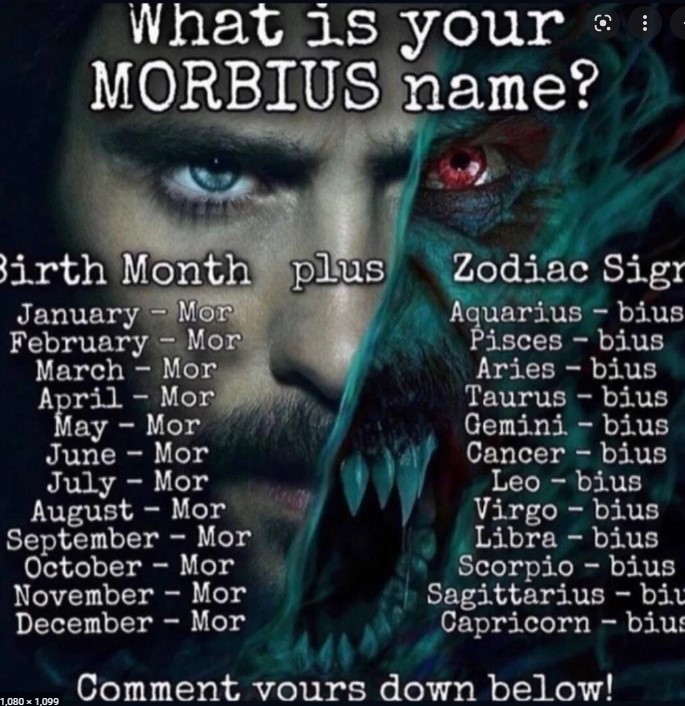 What is your
MORBIUS name?
Birth Month plus Zodiac Sign
January – Mor Aquarius – bius
February – Mor Pisces – bius
March – Mor Aries – bius
April – Mor Taurus – bius
May – Mor Gemini – bius
June – Mor Cancer – bius
July – Mor Leo – bius
August – Mor Virgo – bius
September – Mor Libra – bius
October – Mor Scorpio – bius
November – Mor Sagittarius – biu
December – Mor Capricorn – bius
Comment yours down below!
1,080 × 1,099